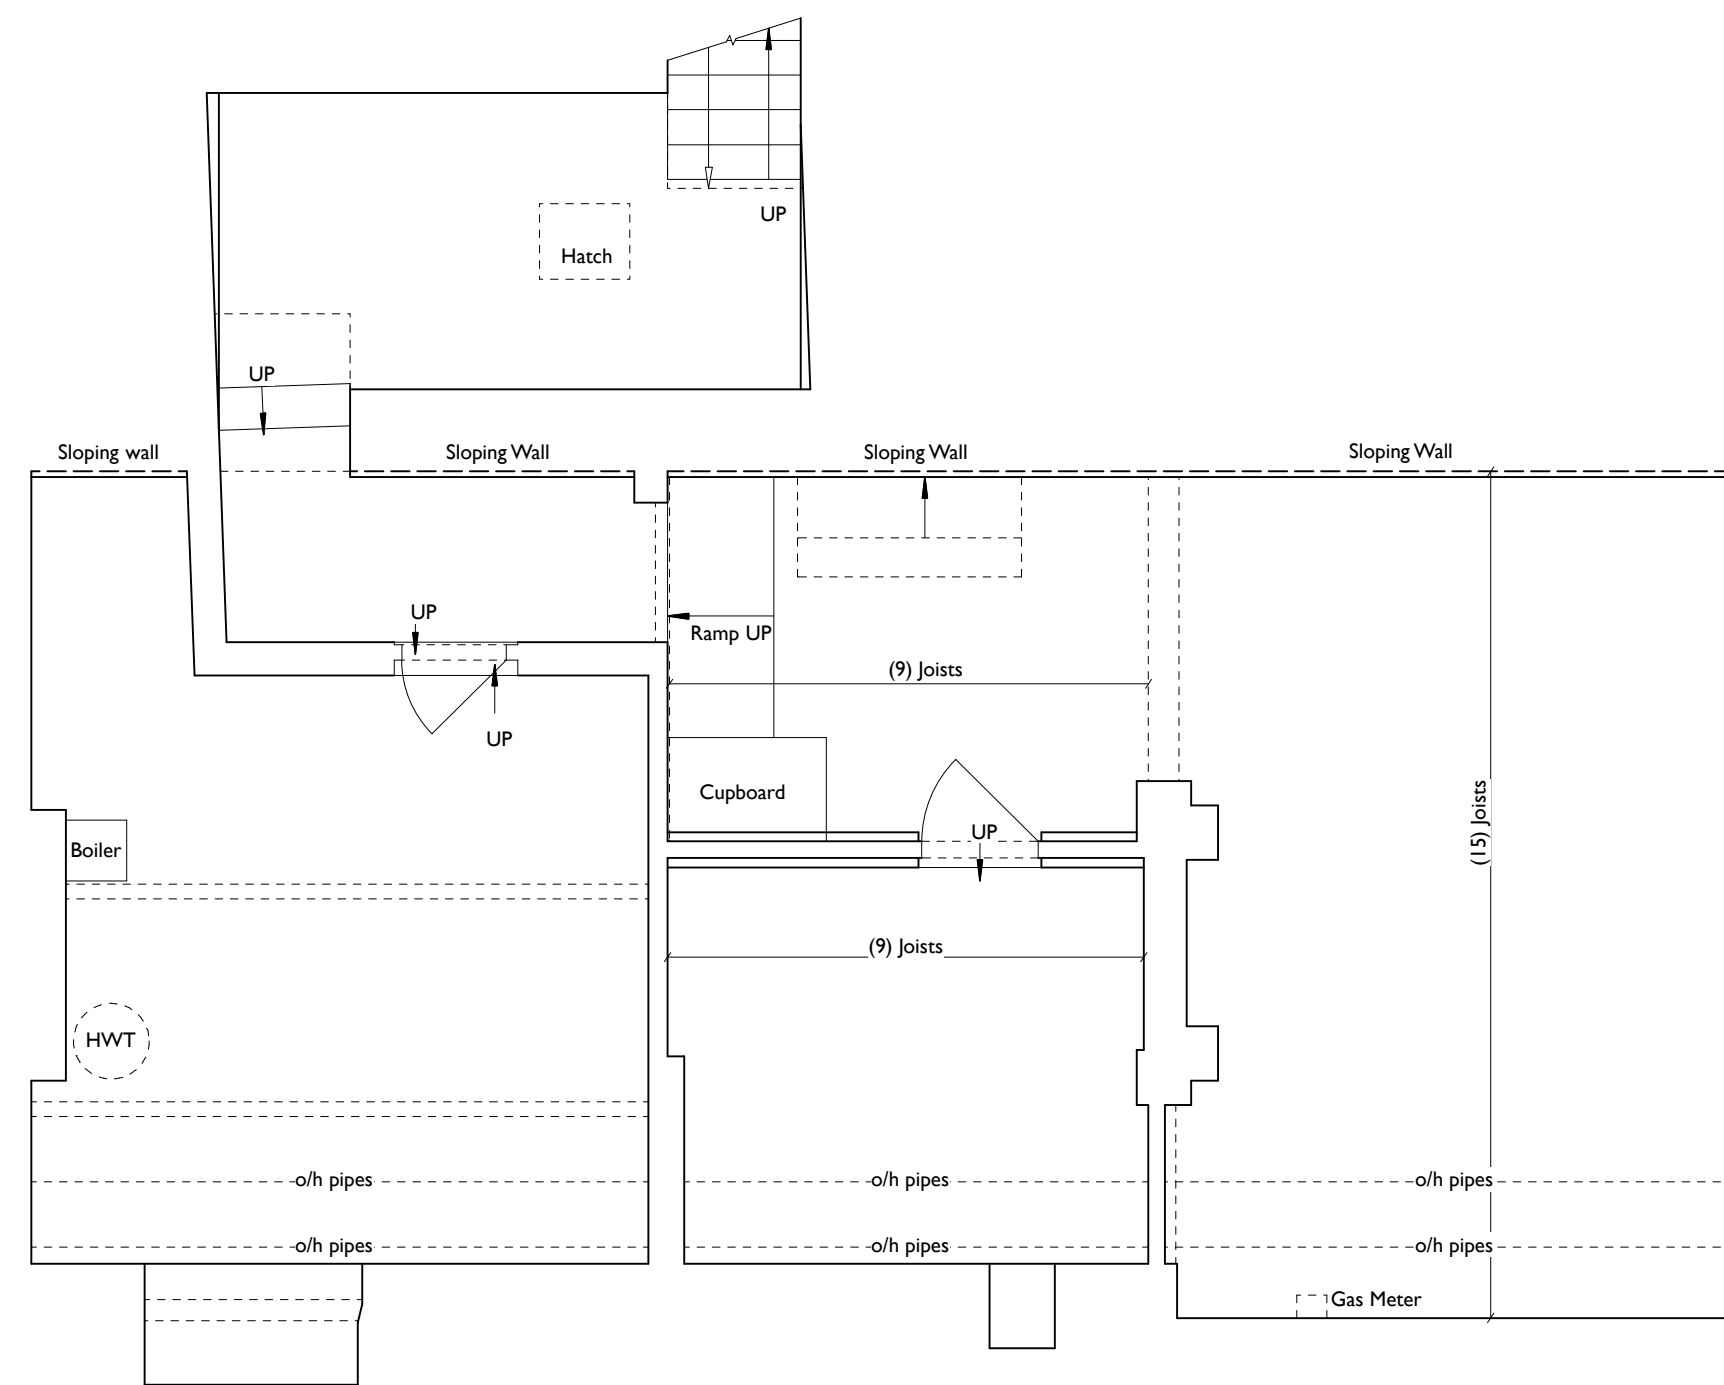 UP
Hatch
UP
Sloping wall
Sloping Wall
Sloping Wall
Sloping Wall
UP
Ramp UP
(9) Joists
UP
Cupboard
UP
(15) Joists
Boiler
(9) Joists
HWT
o/h pipes
o/h pipes
o/h pipes
o/h pipes
o/h pipes
o/h pipes
Gas Meter